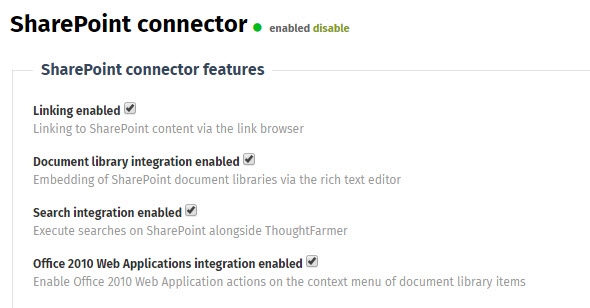 SharePoint connector enabled disable
SharePoint connector features
Linking enabled
Linking to SharePoint content via the link browser
Document library integration enabled
Embedding of SharePoint document libraries via the rich text editor
Search integration enabled
Execute searches on SharePoint alongside ThoughtFarmer
Office 2010 Web Applications integration enabled
Enable Office 2010 Web Application actions on the context menu of document library items